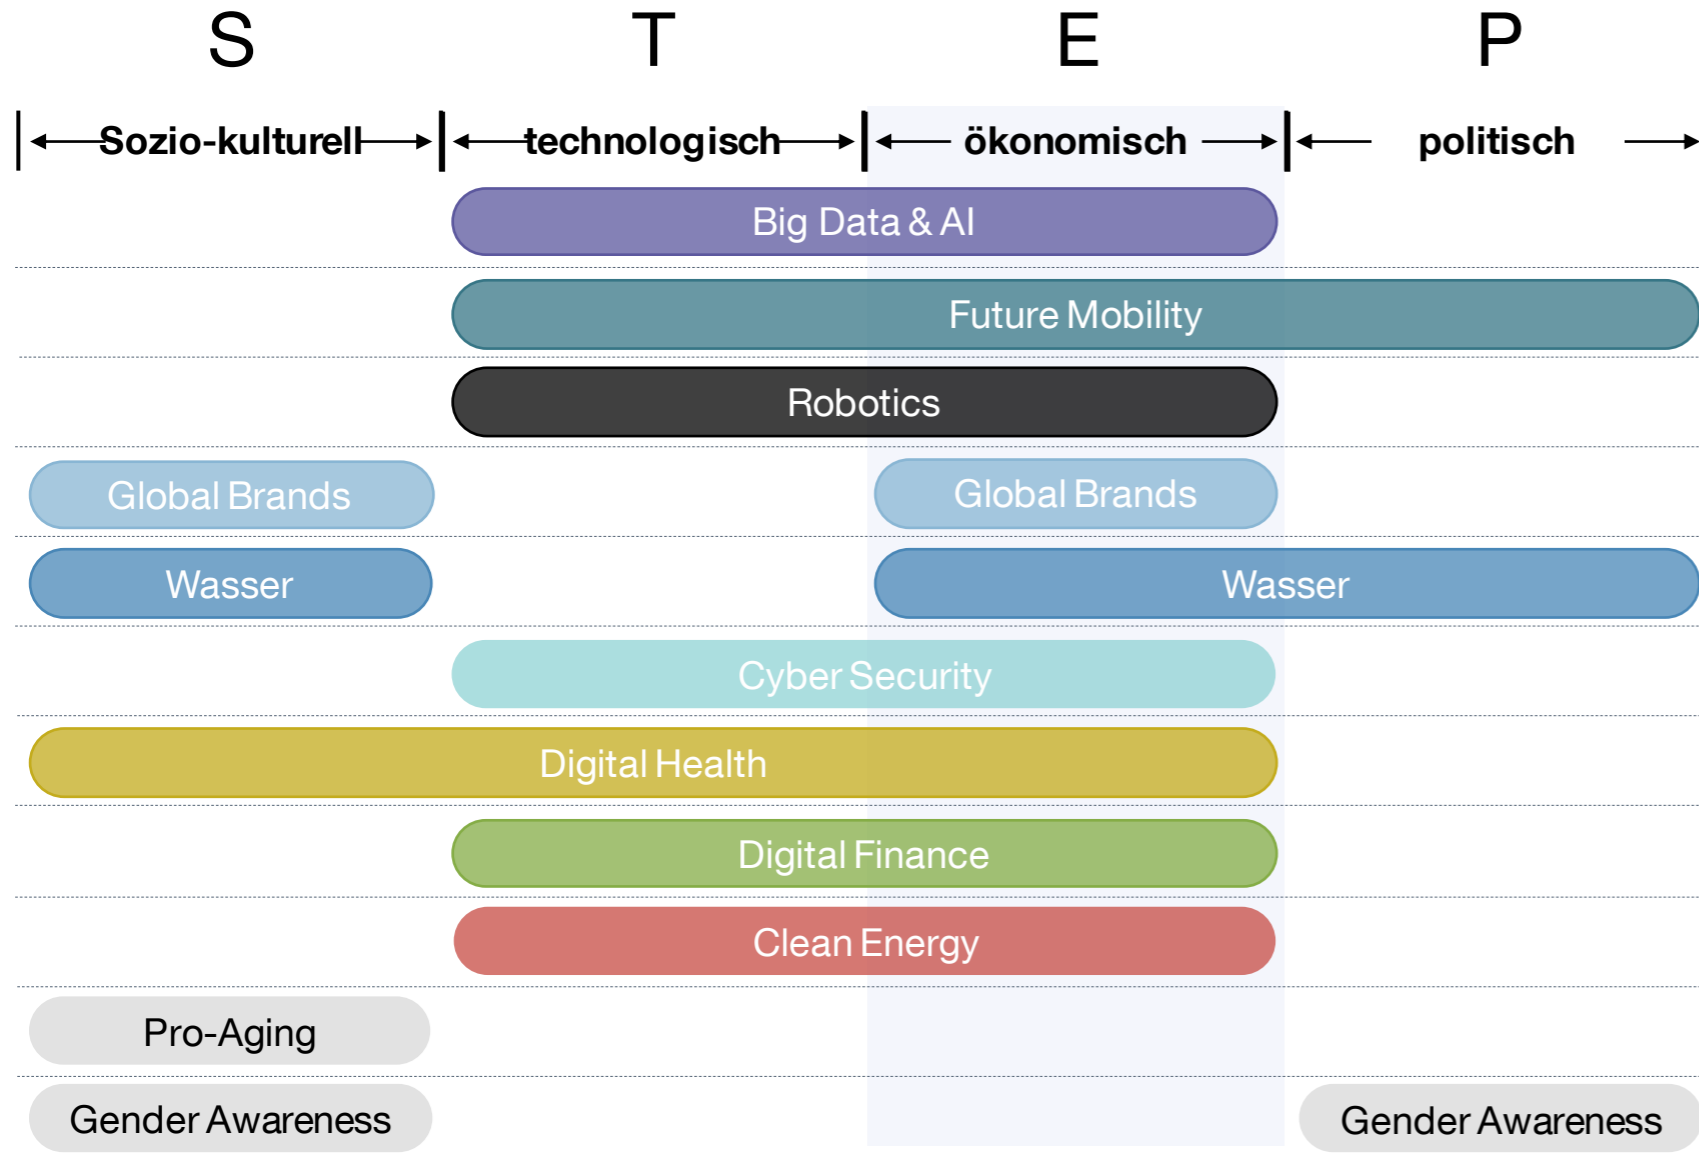 S T E P
Sozio-kulturell technologisch ökonomisch politisch
Big Data & AI
Future Mobility
Robotics
Global Brands Global Brands
Wasser Wasser
Cyber Security
Digital Health
Digital Finance
Clean Energy
Pro-Aging
Gender Awareness Gender Awareness